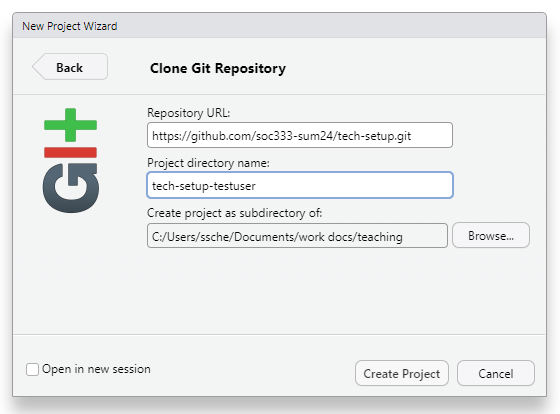 New Project Wizard
Back
Clone Git Repository
Repository URL:
https://github.com/soc333-sum24/tech-setup.git
Project directory name:
tech-setup-testuser
Create project as subdirectory of:
C:/Users/ssche/Documents/work docs/teaching
Browse...
GIt
Open in new session
Create Project
Cancel